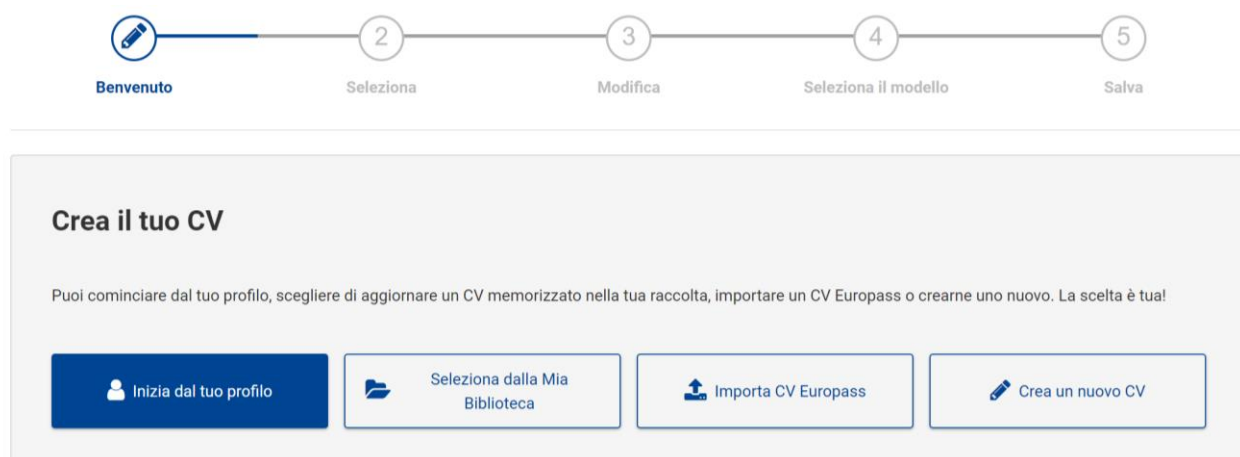 2
3
4
5
Benvenuto
Seleziona
Modifica
Seleziona il modello
Salva
Crea il tuo CV
Puoi cominciare dal tuo profilo, scegliere di aggiornare un CV memorizzato nella tua raccolta, importare un CV Europass o crearne uno nuovo. La scelta è tua!
Inizia dal tuo profilo
Seleziona dalla Mia
Biblioteca
Importa CV Europass
Crea un nuovo CV